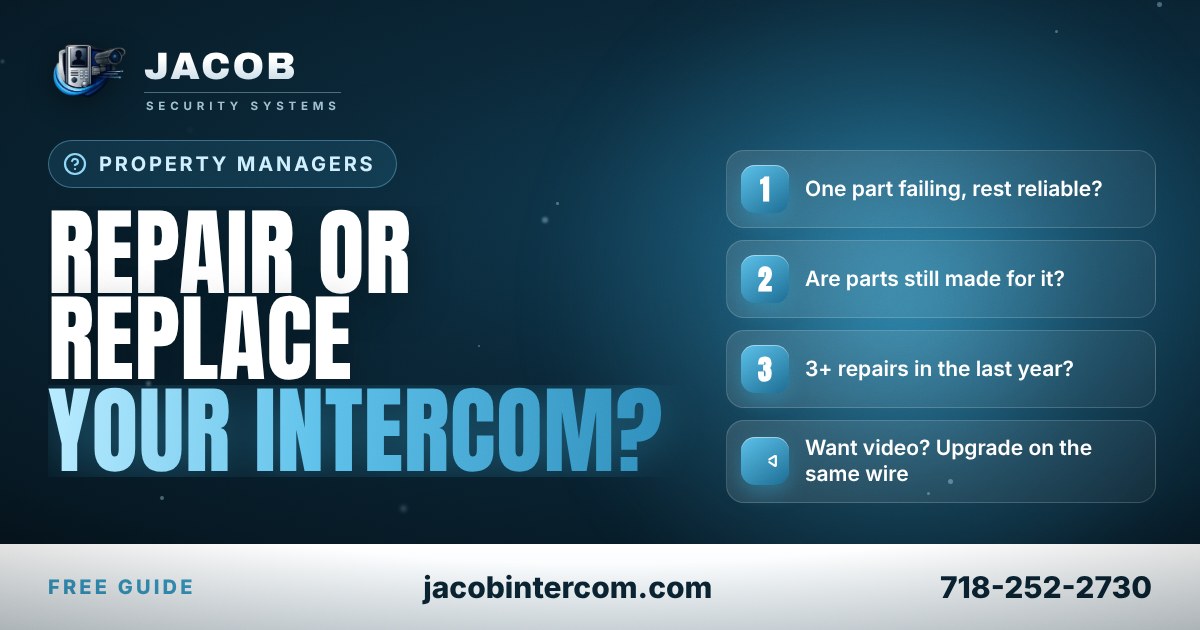 JACOB
SECURITY SYSTEMS
PROPERTY MANAGERS
REPAIR OR
REPLACE
YOUR INTERCOM?
1 One part failing, rest reliable?
2 Are parts still made for it?
3 3+ repairs in the last year?
Want video? Upgrade on the
same wire
FREE GUIDE
jacobintercom.com
718-252-2730